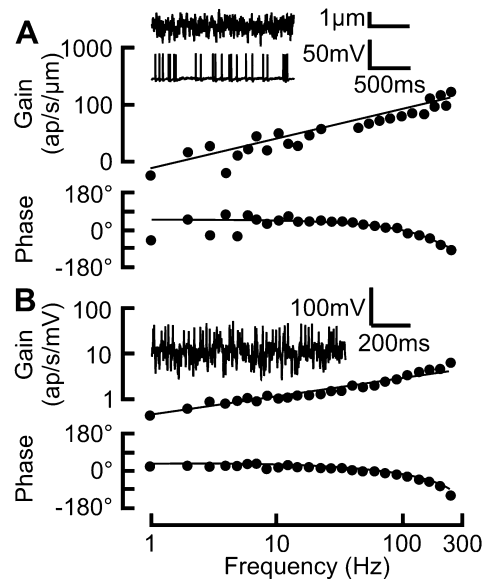 A
1µm
50mV
500ms
Gain
(ap/s/µm)
1000
100
0
Phase
180°
0°
-180°
B
100mV
200ms
Gain
(ap/s/mV)
100
10
1
Phase
180°
0°
-180°
1
10
100
300
Frequency (Hz)